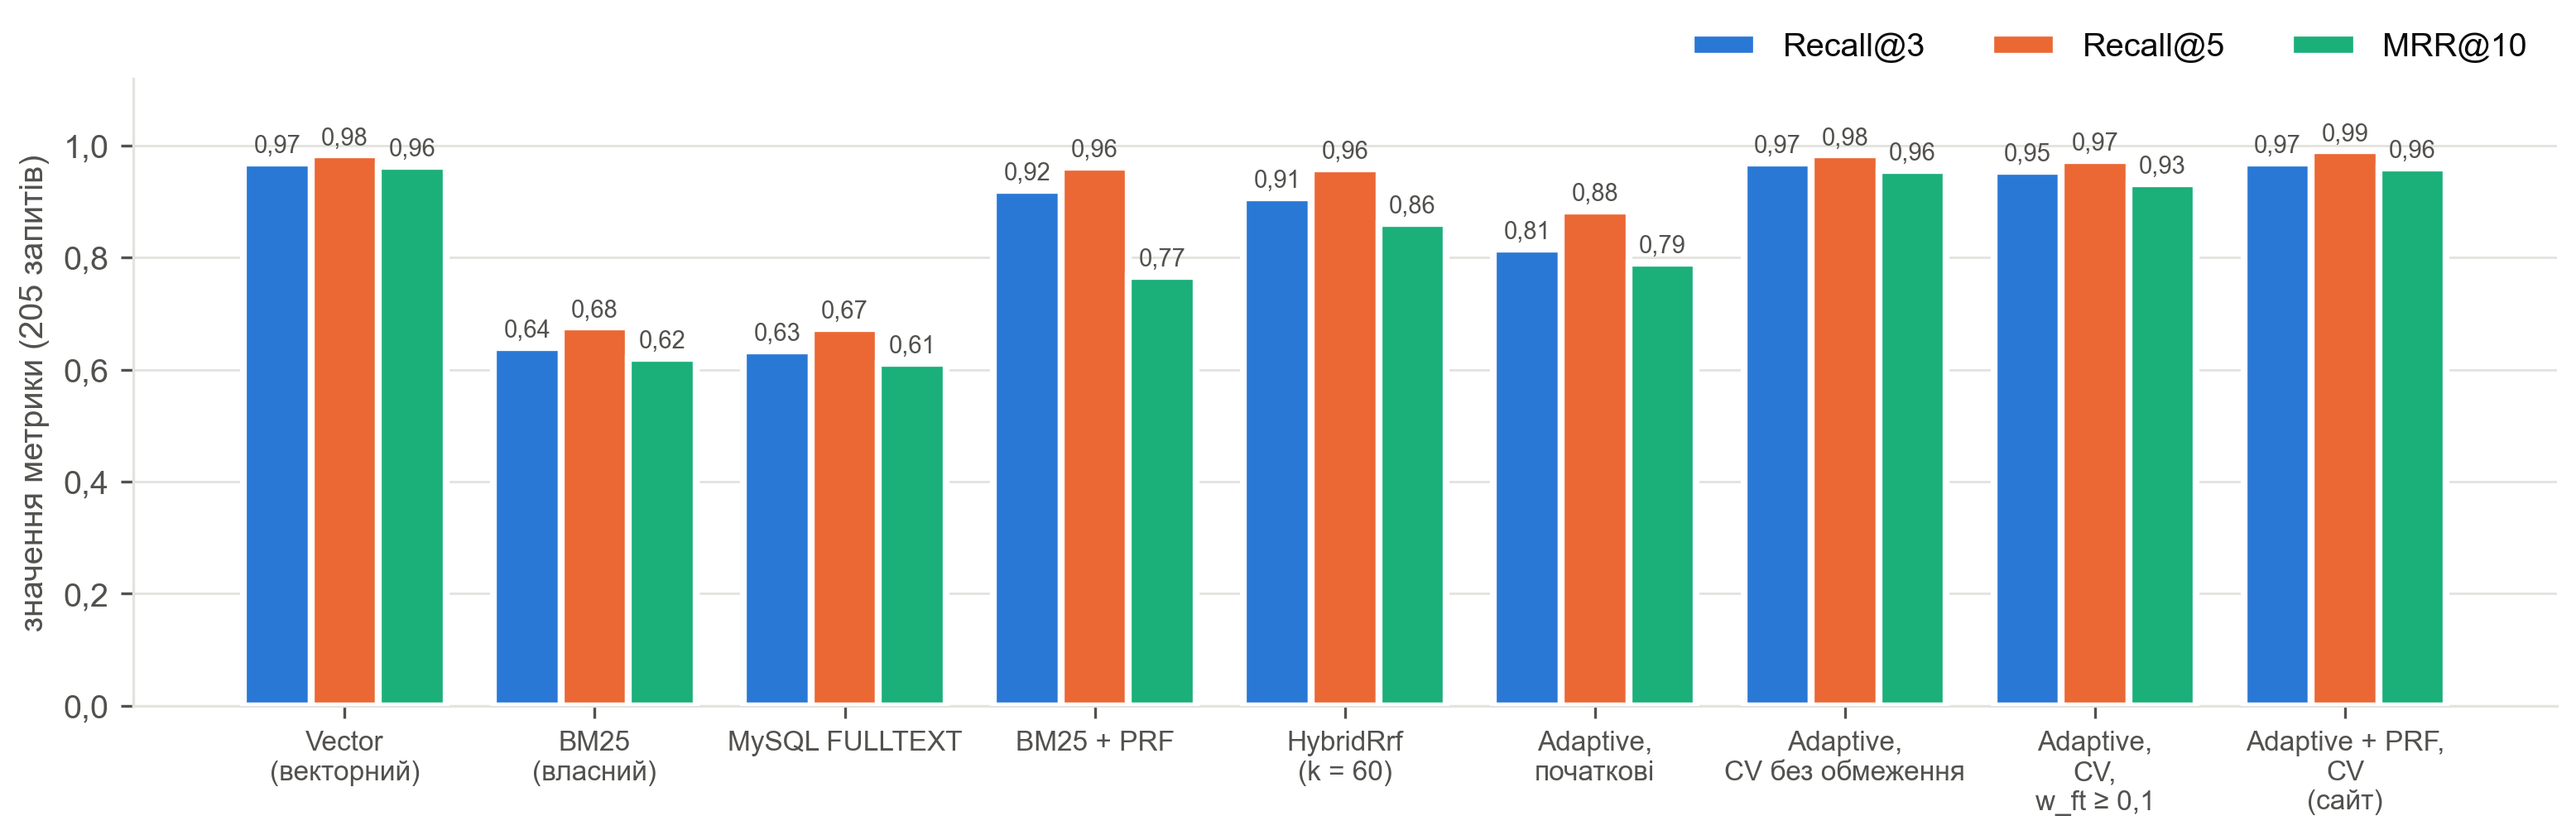 Recall@3 Recall@5 MRR@10
значення метрики (205 запитів)
1,0
0,8
0,6
0,4
0,2
0,0
0,97 0,98 0,96
0,64 0,68 0,62
0,63 0,67 0,61
0,92 0,96 0,77
0,91 0,96 0,86
0,81 0,88 0,79
0,97 0,98 0,96
0,95 0,97 0,93
0,97 0,99 0,96
Vector
(векторний)
BM25
(власний)
MySQL FULLTEXT
BM25 + PRF
HybridRrf
(k = 60)
Adaptive,
початкові
Adaptive,
CV без обмеження
Adaptive,
CV,
w_ft ≥ 0,1
Adaptive + PRF,
CV
(сайт)